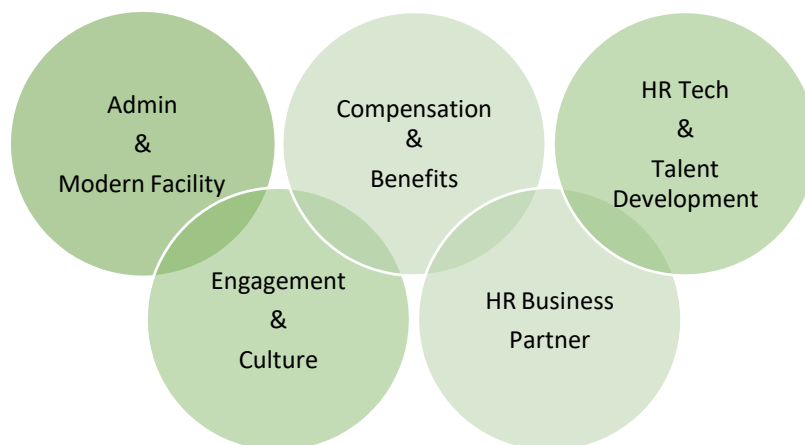 Admin
&
Modern Facility
Compensation
&
Benefits
HR Tech
&
Talent
Development
Engagement
&
Culture
HR Business
Partner